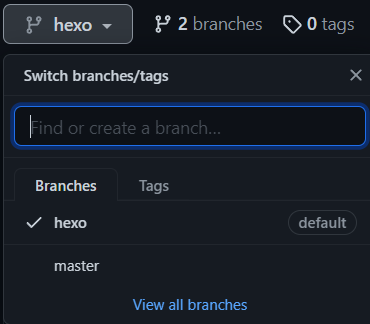 hexo 2 branches 0 tags
Switch branches/tags
Find or create a branch...
Branches Tags
hexo default
master
View all branches